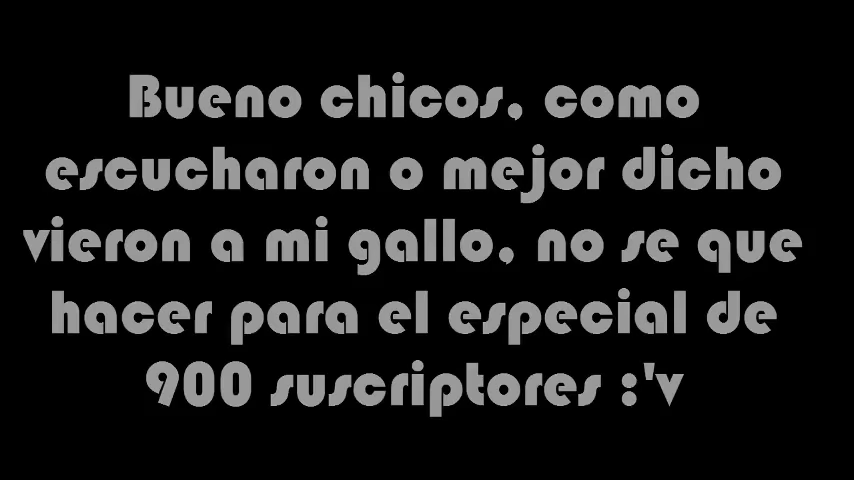 Bueno chicos, como
escucharon o mejor dicho
vieron a mi gallo, no se que
hacer para el especial de
900 suscriptores :'v